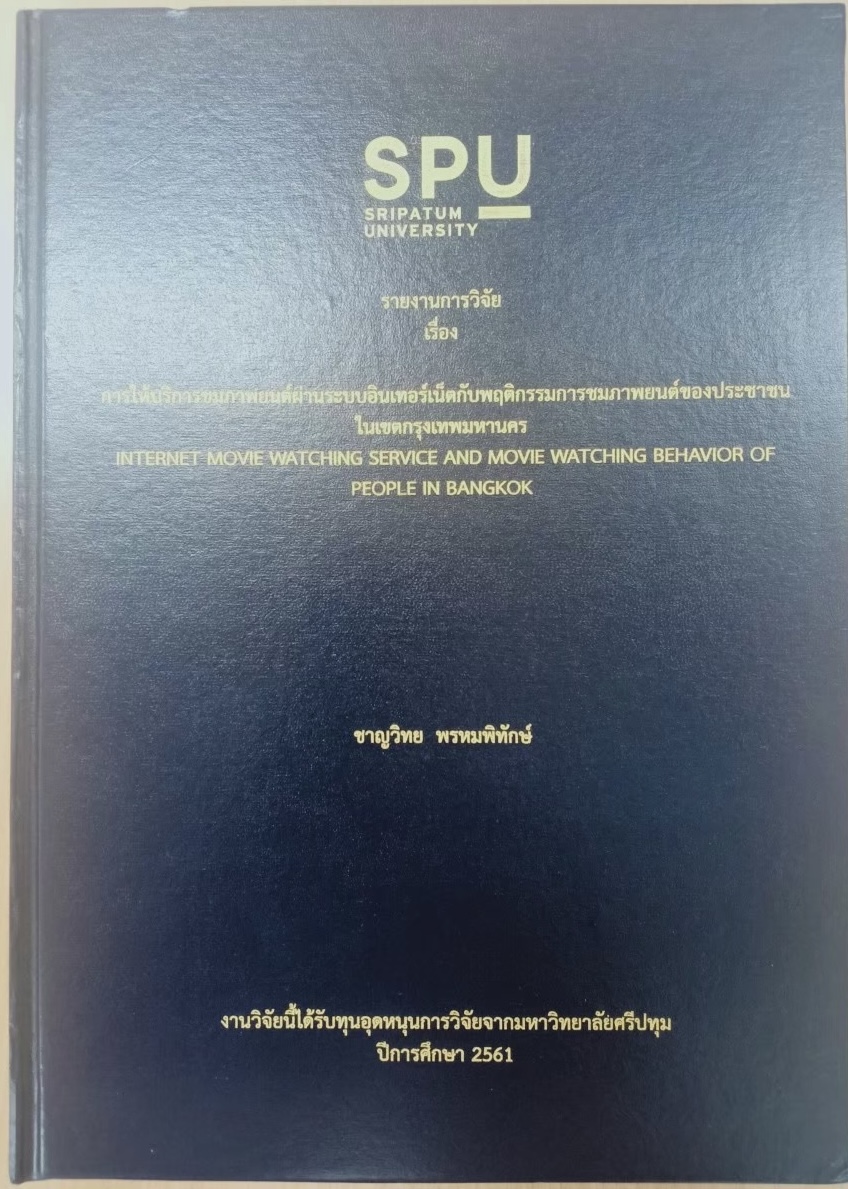 SPU
SRIPATUM
UNIVERSITY
รายงานการวิจัย
เรื่อง
การให้บริการชมภาพยนต์ผ่านระบบอินเทอร์เน็ตกับพฤติกรรมการชมภาพยนต์ของประชาชน
ในเขตกรุงเทพมหานคร
INTERNET MOVIE WATCHING SERVICE AND MOVIE WATCHING BEHAVIOR OF
PEOPLE IN BANGKOK
ชาญวิทย พรหมพิทักษ์
งานวิจัยนี้ได้รับทุนอุดหนุนการวิจัยจากมหาวิทยาลัยศรีปทุม
ปีการศึกษา 2561